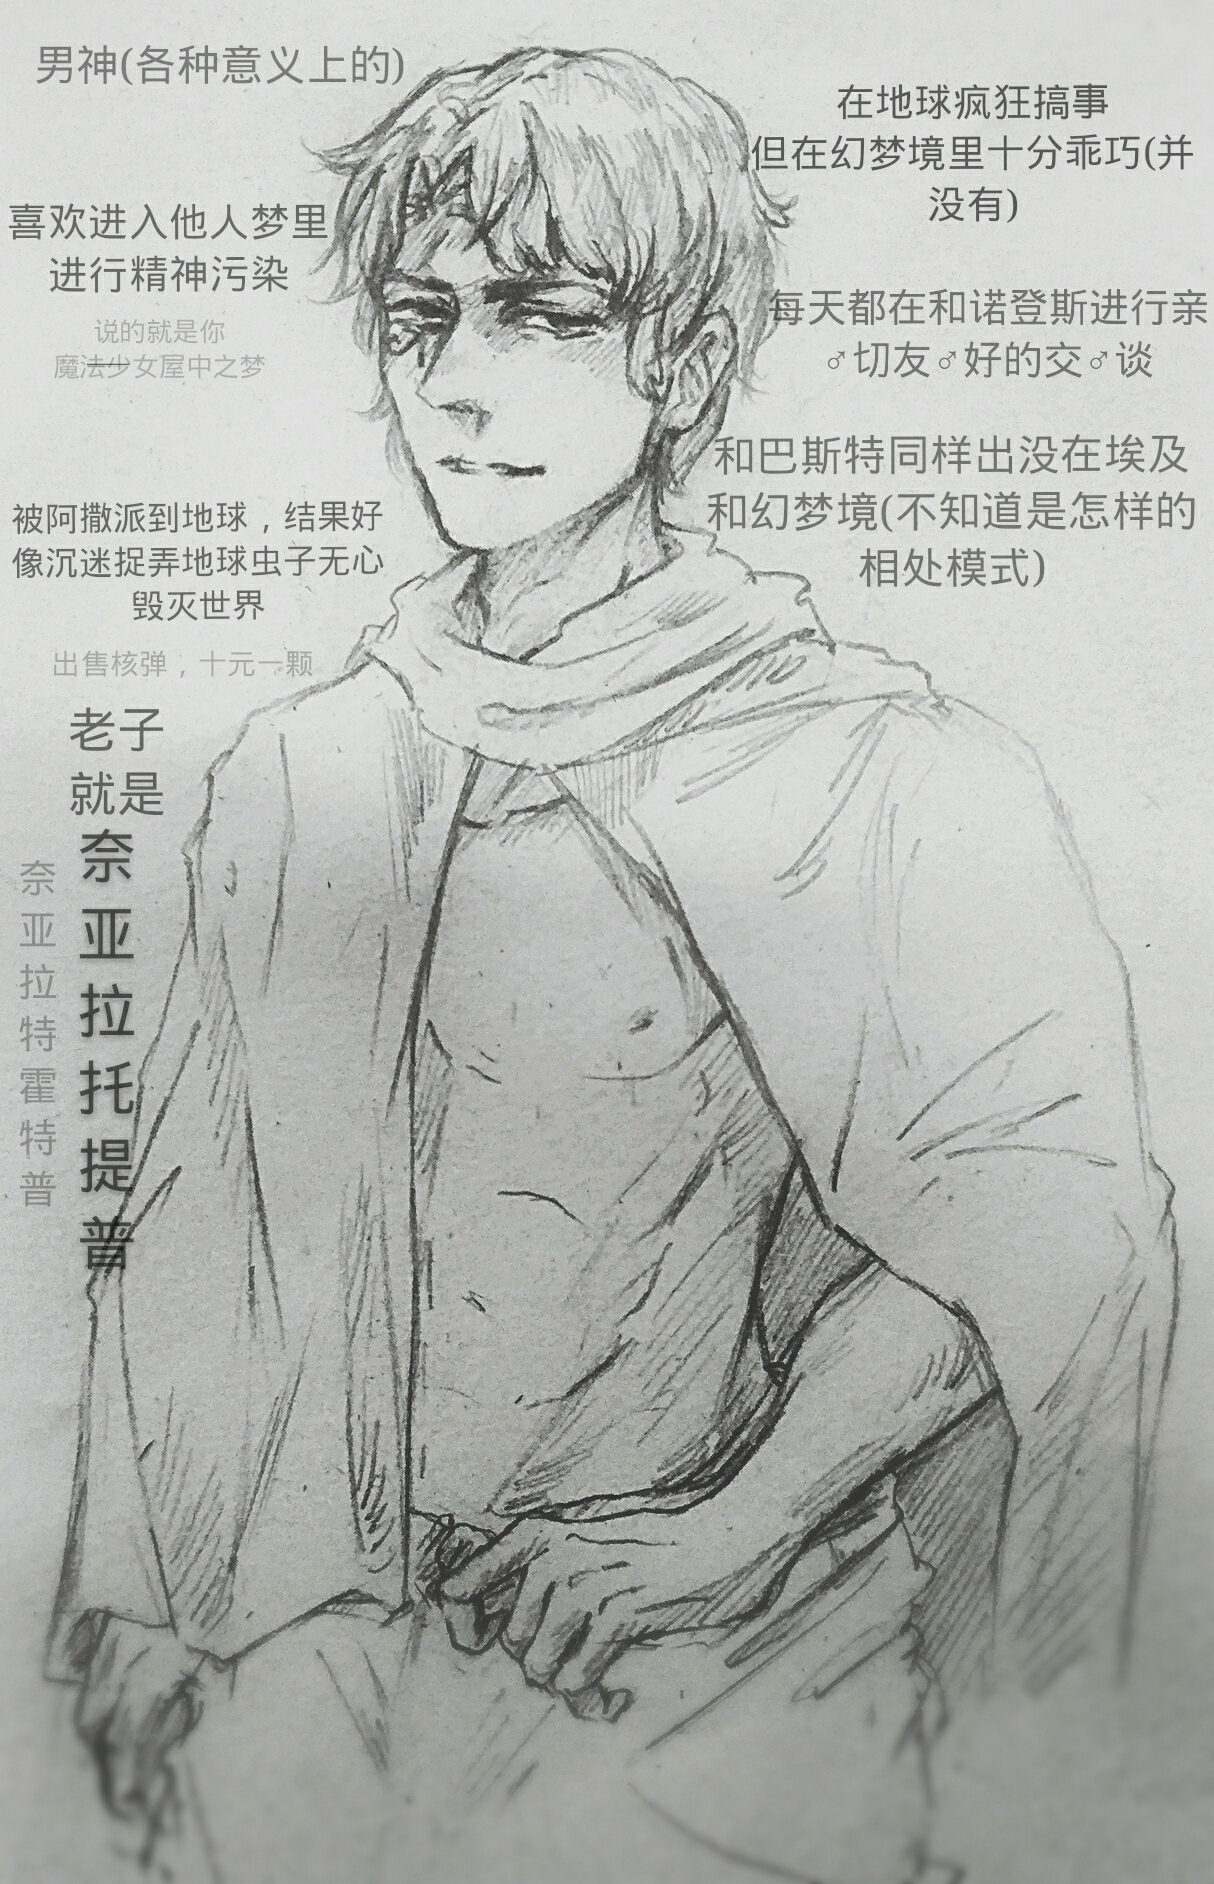 男神(各种意义上的)
在地球疯狂搞事
但在幻梦境里十分乖巧(并
没有)
喜欢进入他人梦里
进行精神污染
说的就是你
魔法少女屋中之梦
每天都在和诺登斯进行亲
♂切友♂好的交♂谈
和巴斯特同样出没在埃及
和幻梦境(不知道是怎样的
相处模式)
被阿撒派到地球，结果好
像沉迷捉弄地球虫子无心
毁灭世界
出售核弹，十元一颗
老子
就是
奈亚拉托提普
奈亚拉特霍特普